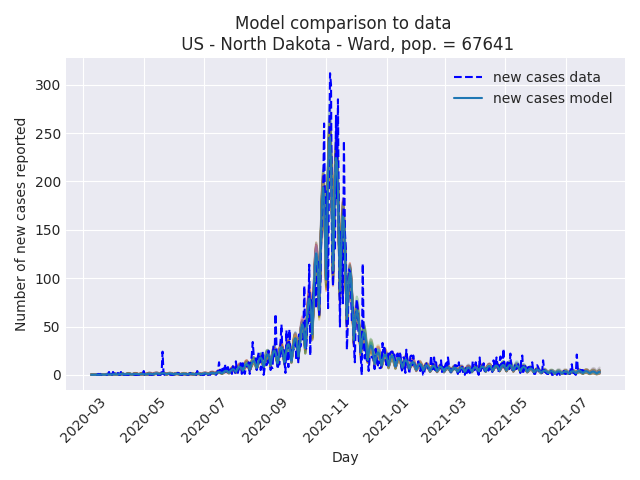 Model comparison to data
US - North Dakota - Ward, pop. = 67641
new cases data
new cases model
Number of new cases reported
300
250
200
150
100
50
0
2020-03
2020-05
2020-07
2020-09
2020-11
2021-01
2021-03
2021-05
2021-07
Day